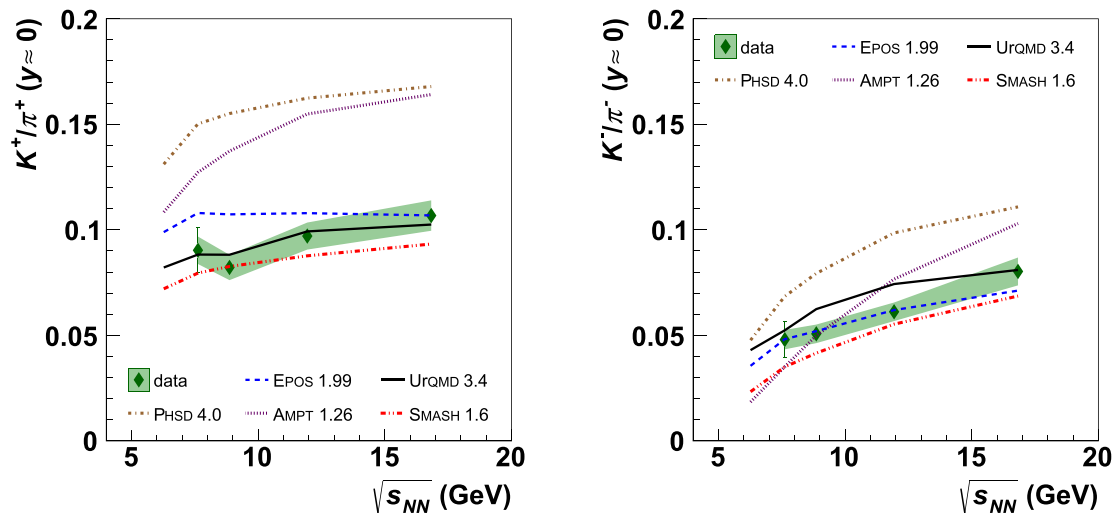 K⁺/π⁺ (y≈ 0)
0.2
0.15
0.1
0.05
0
data EPOS 1.99 URQMD 3.4
PHSD 4.0 AMPT 1.26 SMASH 1.6
5 10 15 20
√s_NN (GeV)
K⁻/π⁻ (y≈ 0)
0.2
0.15
0.1
0.05
0
data EPOS 1.99 URQMD 3.4
PHSD 4.0 AMPT 1.26 SMASH 1.6
5 10 15 20
√s_NN (GeV)